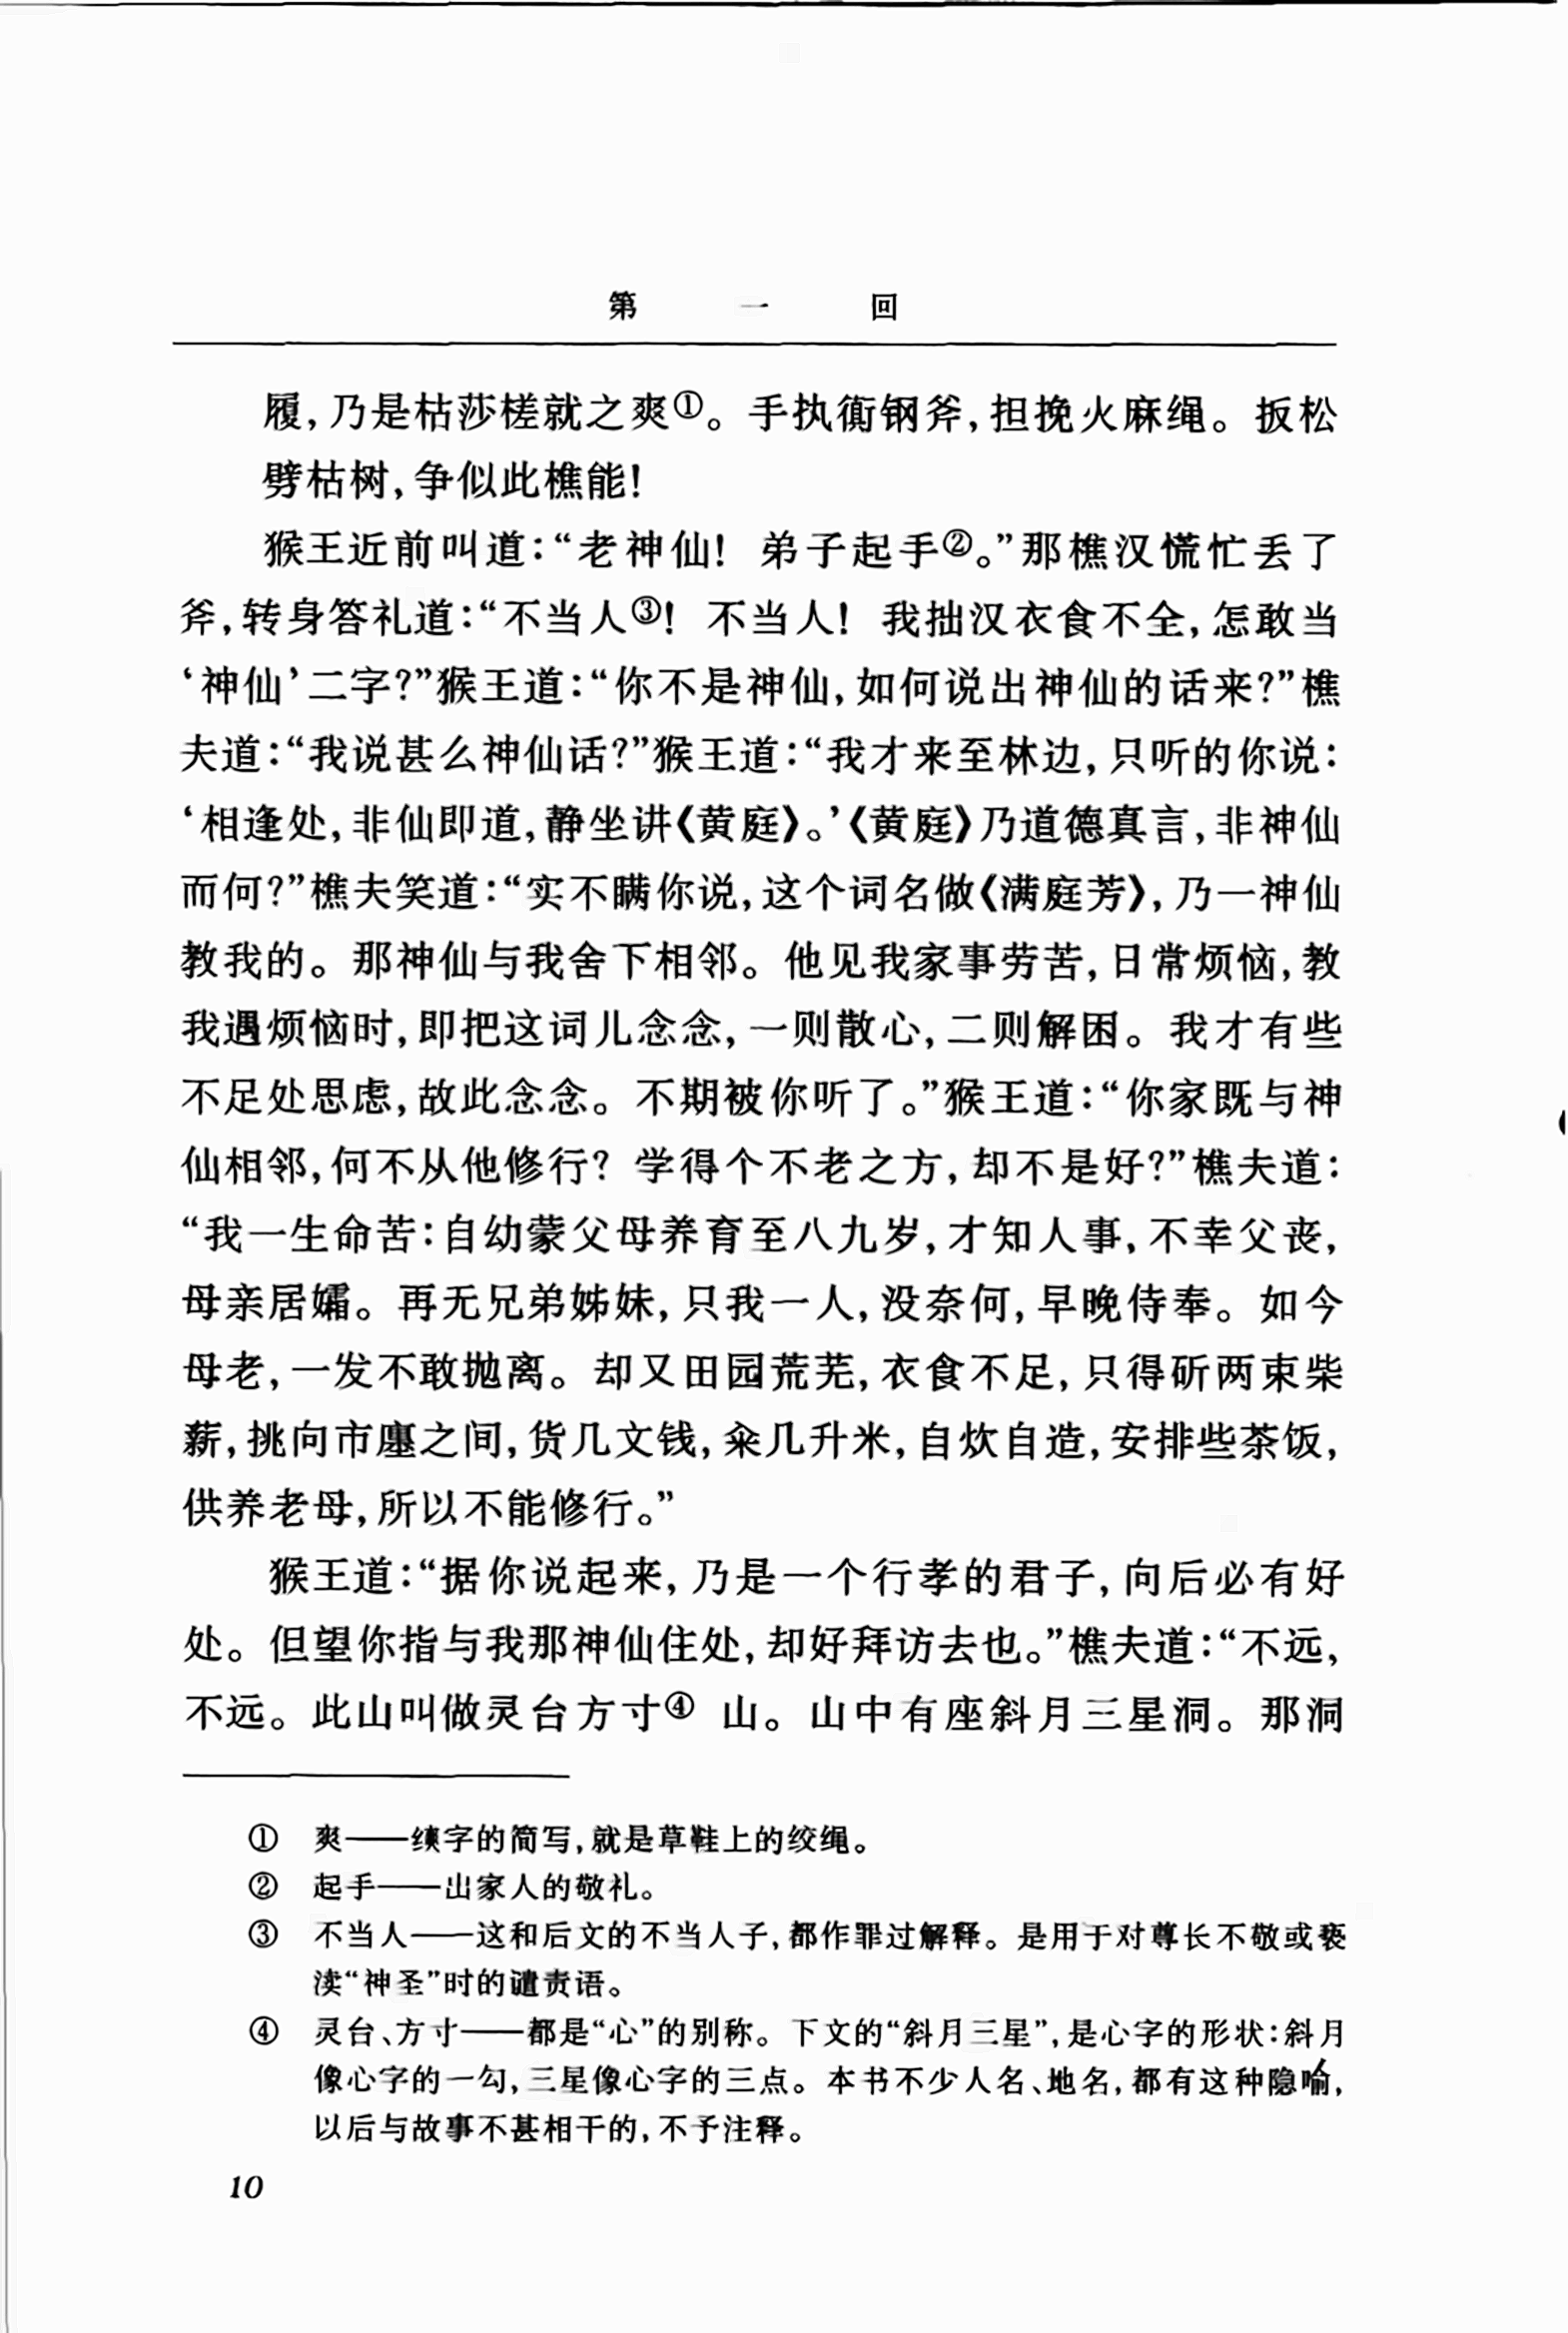 第一回
履,乃是枯莎槎就之爽①。手执衠钢斧,担挽火麻绳。扳松
劈枯树,争似此樵能!
猴王近前叫道:“老神仙! 弟子起手②。”那樵汉慌忙丢了
斧,转身答礼道:“不当人③! 不当人! 我拙汉衣食不全,怎敢当
‘神仙’二字?”猴王道:“你不是神仙,如何说出神仙的话来?”樵
夫道:“我说甚么神仙话?”猴王道:“我才来至林边,只听的你说:
‘相逢处,非仙即道,静坐讲《黄庭》。’《黄庭》乃道德真言,非神仙
而何?”樵夫笑道:“实不瞒你说,这个词名做《满庭芳》,乃一神仙
教我的。那神仙与我舍下相邻。他见我家事劳苦,日常烦恼,教
我遇烦恼时,即把这词儿念念,一则散心,二则解困。我才有些
不足处思虑,故此念念。不期被你听了。”猴王道:“你家既与神
仙相邻,何不从他修行? 学得个不老之方,却不是好?”樵夫道:
“我一生命苦:自幼蒙父母养育至八九岁,才知人事,不幸父丧,
母亲居孀。再无兄弟姊妹,只我一人,没奈何,早晚侍奉。如今
母老,一发不敢抛离。却又田园荒芜,衣食不足,只得斫两束柴
薪,挑向市廛之间,货几文钱,籴几升米,自炊自造,安排些茶饭,
供养老母,所以不能修行。”
猴王道:“据你说起来,乃是一个行孝的君子,向后必有好
处。但望你指与我那神仙住处,却好拜访去也。”樵夫道:“不远,
不远。此山叫做灵台方寸④ 山。山中有座斜月三星洞。那洞
① 爽——𦆑字的简写,就是草鞋上的绞绳。
② 起手——出家人的敬礼。
③ 不当人——这和后文的不当人子,都作罪过解释。是用于对尊长不敬或亵
渎“神圣”时的谴责语。
④ 灵台、方寸——都是“心”的别称。下文的“斜月三星”,是心字的形状:斜月
像心字的一勾,三星像心字的三点。本书不少人名、地名,都有这种隐喻,
以后与故事不甚相干的,不予注释。
10